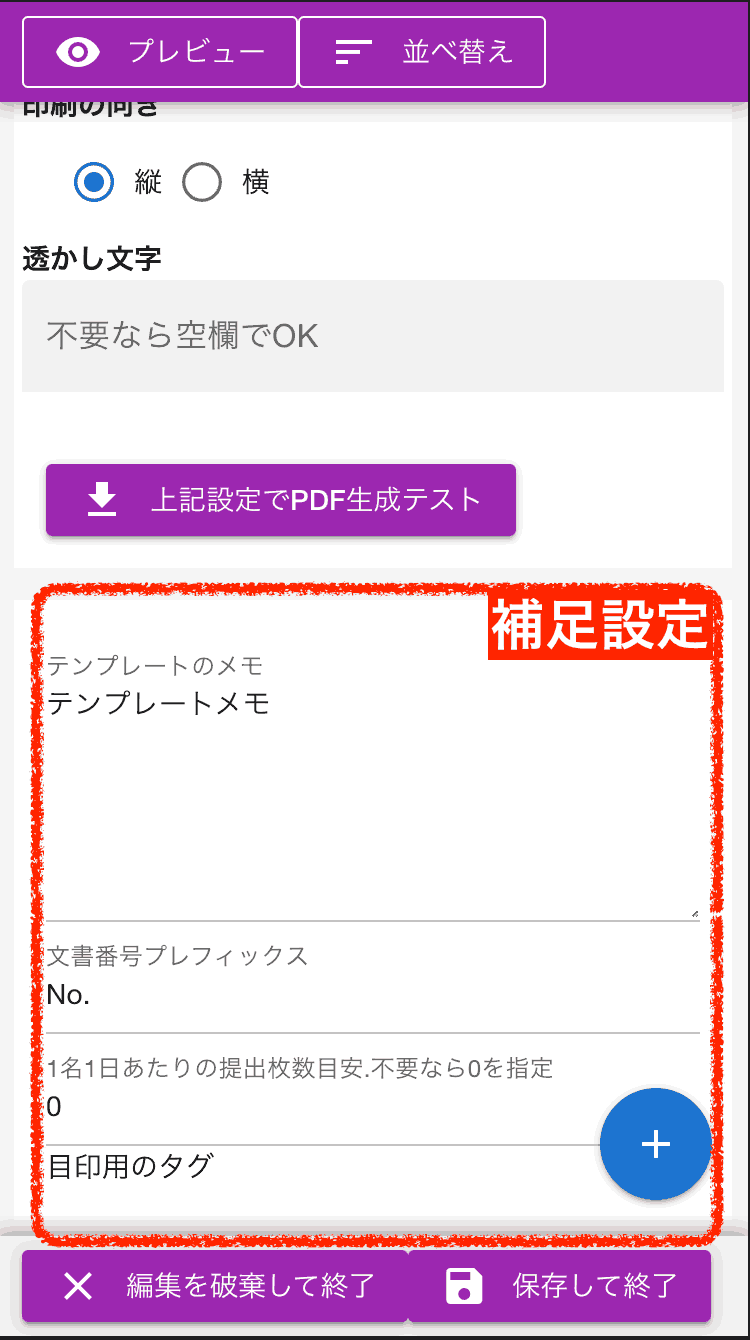 プレビュー
並べ替え
印刷の向き
縦
横
透かし文字
不要なら空欄でOK
上記設定でPDF生成テスト
補足設定
テンプレートのメモ
テンプレートメモ
文書番号プレフィックス
No.
1名1日あたりの提出枚数目安.不要なら0を指定
0
目印用のタグ
編集を破棄して終了
保存して終了